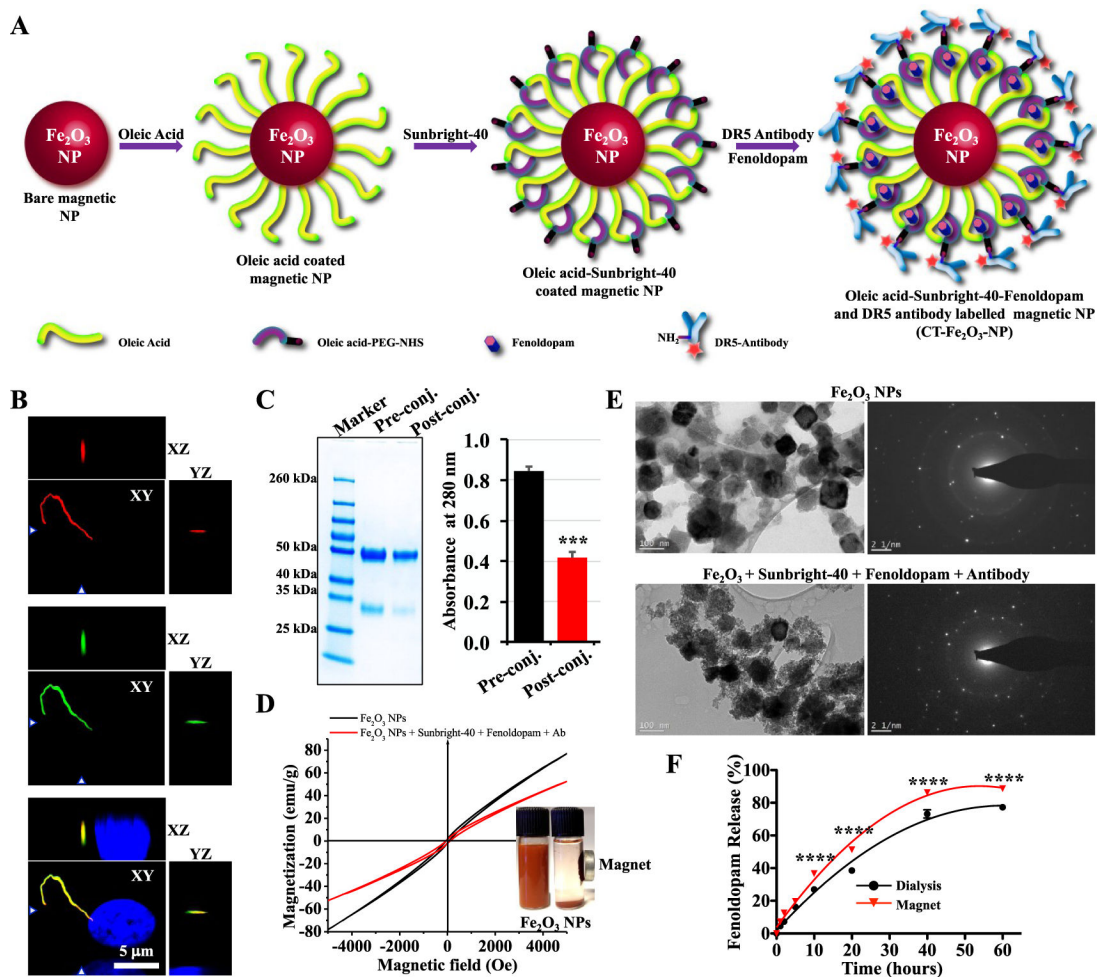 A
Fe₂O₃
NP
Bare magnetic
NP
Oleic Acid
Fe₂O₃
NP
Oleic acid coated
magnetic NP
Sunbright-40
Fe₂O₃
NP
Oleic acid-Sunbright-40
coated magnetic NP
DR5 Antibody
Fenoldopam
Fe₂O₃
NP
Oleic acid-Sunbright-40-Fenoldopam
and DR5 antibody labelled magnetic NP
(CT-Fe₂O₃-NP)
Oleic Acid
Oleic acid-PEG-NHS
Fenoldopam
NH₂
DR5-Antibody
B
XZ
YZ
XY
XZ
YZ
XY
XZ
YZ
XY
5 µm
C
Marker
Pre-conj.
Post-conj.
260 kDa
50 kDa
40 kDa
35 kDa
25 kDa
Absorbance at 280 nm
1.0
0.8
0.6
0.4
0.2
0.0
***
Pre-conj.
Post-conj.
D
Fe₂O₃ NPs
Fe₂O₃ NPs + Sunbright-40 + Fenoldopam + Ab
Magnetization (emu/g)
80
60
40
20
0
-20
-40
-60
-80
-4000
-2000
0
2000
4000
Magnetic field (Oe)
Magnet
Fe₂O₃ NPs
E
Fe₂O₃ NPs
100 nm
2 1/nm
Fe₂O₃ + Sunbright-40 + Fenoldopam + Antibody
100 nm
2 1/nm
F
Fenoldopam Release (%)
100
80
60
40
20
0
****
****
****
****
Dialysis
Magnet
0
10
20
30
40
50
60
Time (hours)